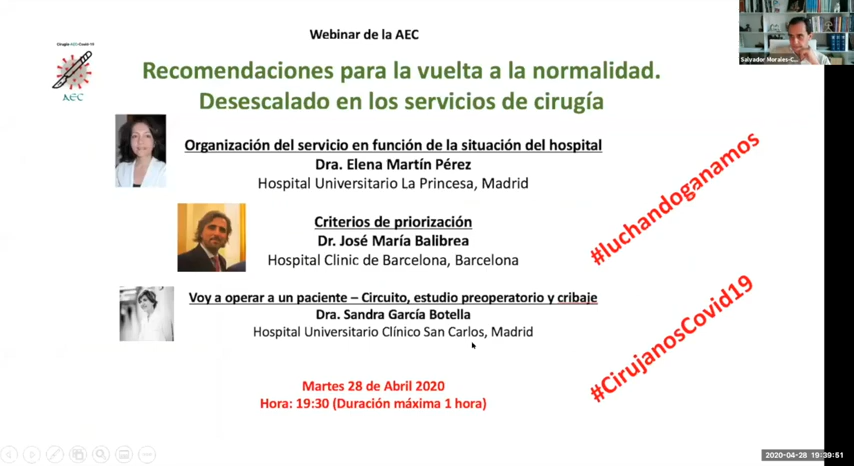 Webinar de la AEC
Cirugía-AEC-Covid-19
AEC
Recomendaciones para la vuelta a la normalidad.
Desescalado en los servicios de cirugía
Organización del servicio en función de la situación del hospital
Dra. Elena Martín Pérez
Hospital Universitario La Princesa, Madrid
Criterios de priorización
Dr. José María Balibrea
Hospital Clinic de Barcelona, Barcelona
Voy a operar a un paciente – Circuito, estudio preoperatorio y cribaje
Dra. Sandra García Botella
Hospital Universitario Clínico San Carlos, Madrid
Martes 28 de Abril 2020
Hora: 19:30 (Duración máxima 1 hora)
#luchandoganamos
#CirujanosCovid19
Salvador Morales-C...
2020-04-28 19:39:51